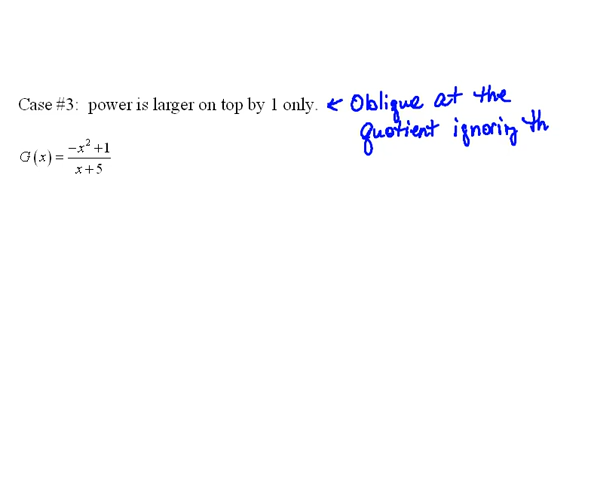 Case #3: power is larger on top by 1 only. ← Oblique at the
quotient ignoring th
G(x) = (-x² + 1)/(x + 5)